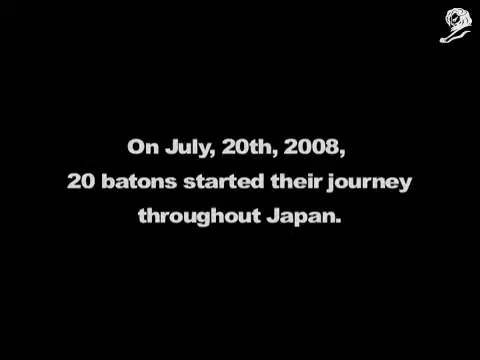 On July, 20th, 2008,
20 batons started their journey
throughout Japan.